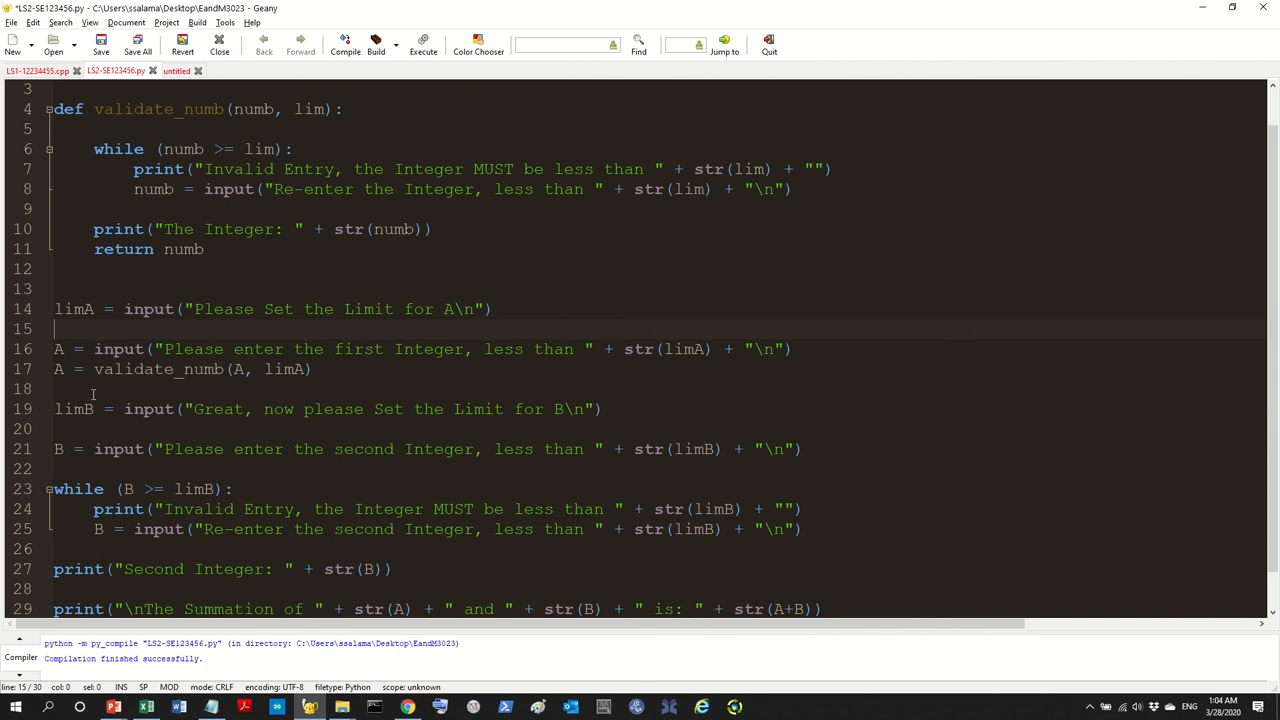 *LS2-SE123456.py - C:\Users\ssalama\Desktop\EandM3023 - Geany
File Edit Search View Document Project Build Tools Help
New Open Save Save All Revert Close Back Forward Compile Build Execute Color Chooser Find Jump to Quit
LS1-12234455.cpp LS2-SE123456.py untitled
3
4 def validate_numb(numb, lim):
5
6 while (numb >= lim):
7 print("Invalid Entry, the Integer MUST be less than " + str(lim) + "")
8 numb = input("Re-enter the Integer, less than " + str(lim) + "\n")
9
10 print("The Integer: " + str(numb))
11 return numb
12
13
14 limA = input("Please Set the Limit for A\n")
15
16 A = input("Please enter the first Integer, less than " + str(limA) + "\n")
17 A = validate_numb(A, limA)
18
19 limB = input("Great, now please Set the Limit for B\n")
20
21 B = input("Please enter the second Integer, less than " + str(limB) + "\n")
22
23 while (B >= limB):
24 print("Invalid Entry, the Integer MUST be less than " + str(limB) + "")
25 B = input("Re-enter the second Integer, less than " + str(limB) + "\n")
26
27 print("Second Integer: " + str(B))
28
29 print("\nThe Summation of " + str(A) + " and " + str(B) + " is: " + str(A+B))
python -m py_compile "LS2-SE123456.py" (in directory: C:\Users\ssalama\Desktop\EandM3023)
Compiler Compilation finished successfully.
line: 15 / 30 col: 0 sel: 0 INS SP MOD mode: CRLF encoding: UTF-8 filetype: Python scope: unknown
ENG 1:04 AM
3/28/2020